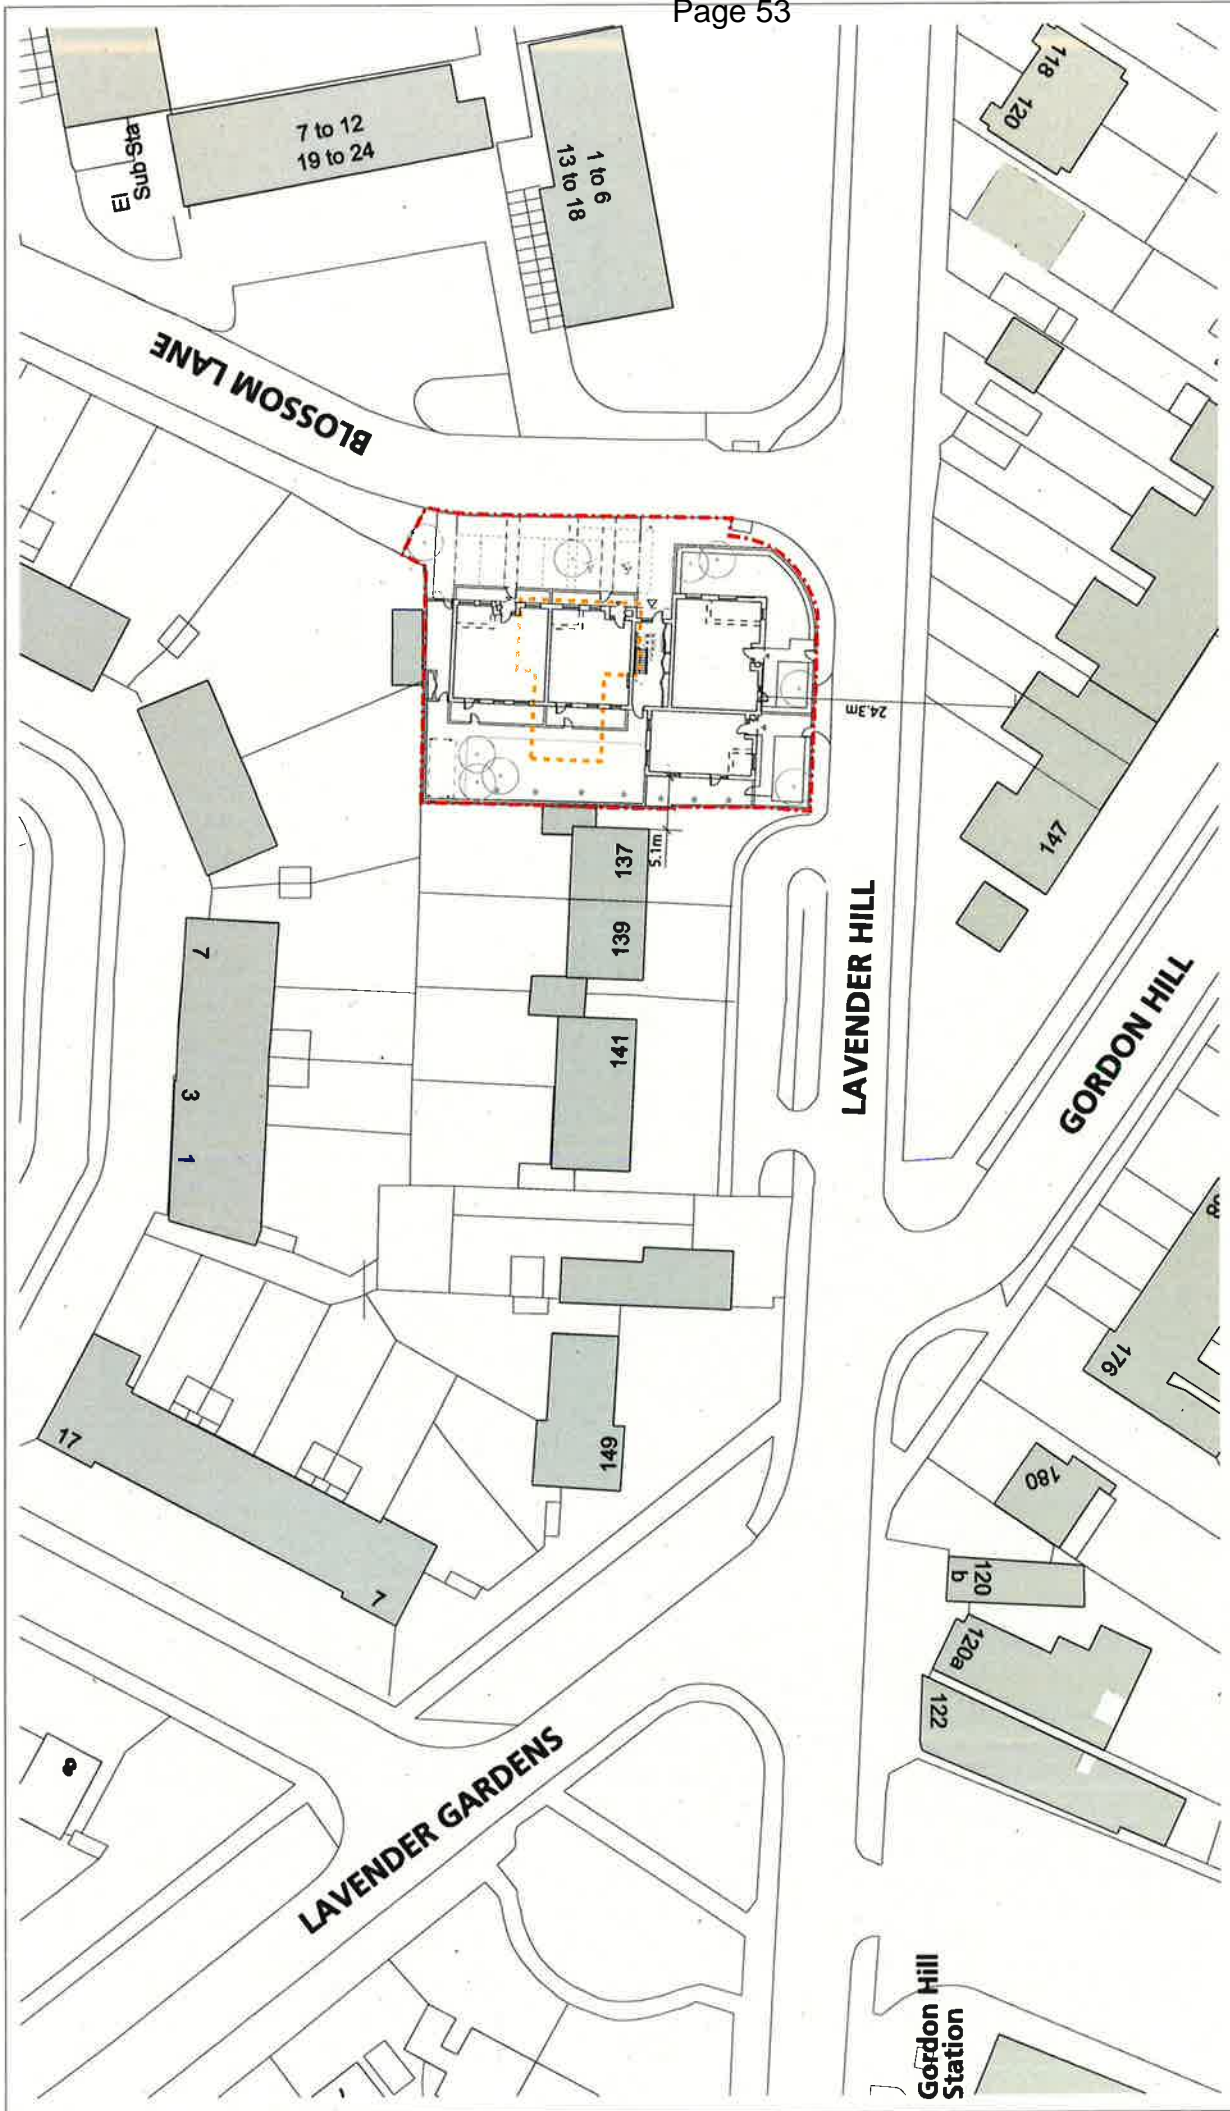 Page 53
118
120
7 to 12
19 to 24
El
Sub Sta
1 to 6
13 to 18
BLOSSOM LANE
24.3m
5.1m
137
139
147
LAVENDER HILL
GORDON HILL
7
3
1
141
149
176
180
17
7
120
b
120a
122
8
LAVENDER GARDENS
Gordon Hill
Station